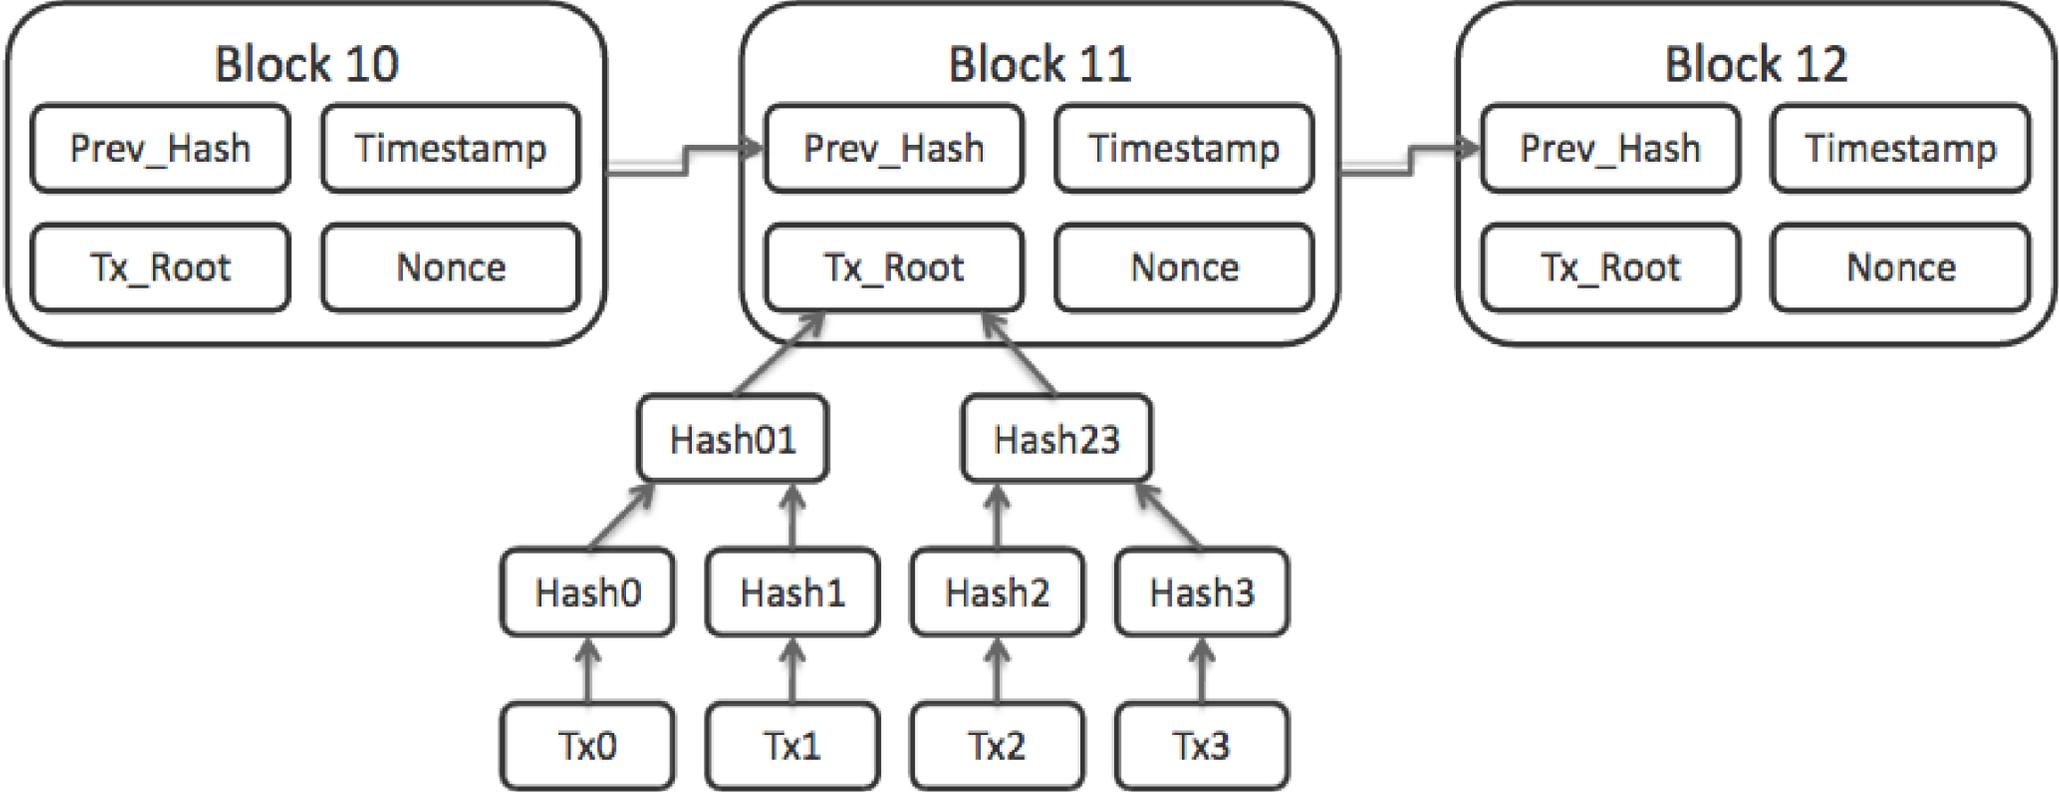 Block 10
Block 11
Block 12
Prev_Hash
Timestamp
Prev_Hash
Timestamp
Prev_Hash
Timestamp
Tx_Root
Nonce
Tx_Root
Nonce
Tx_Root
Nonce
Hash01
Hash23
Hash0
Hash1
Hash2
Hash3
Tx0
Tx1
Tx2
Tx3